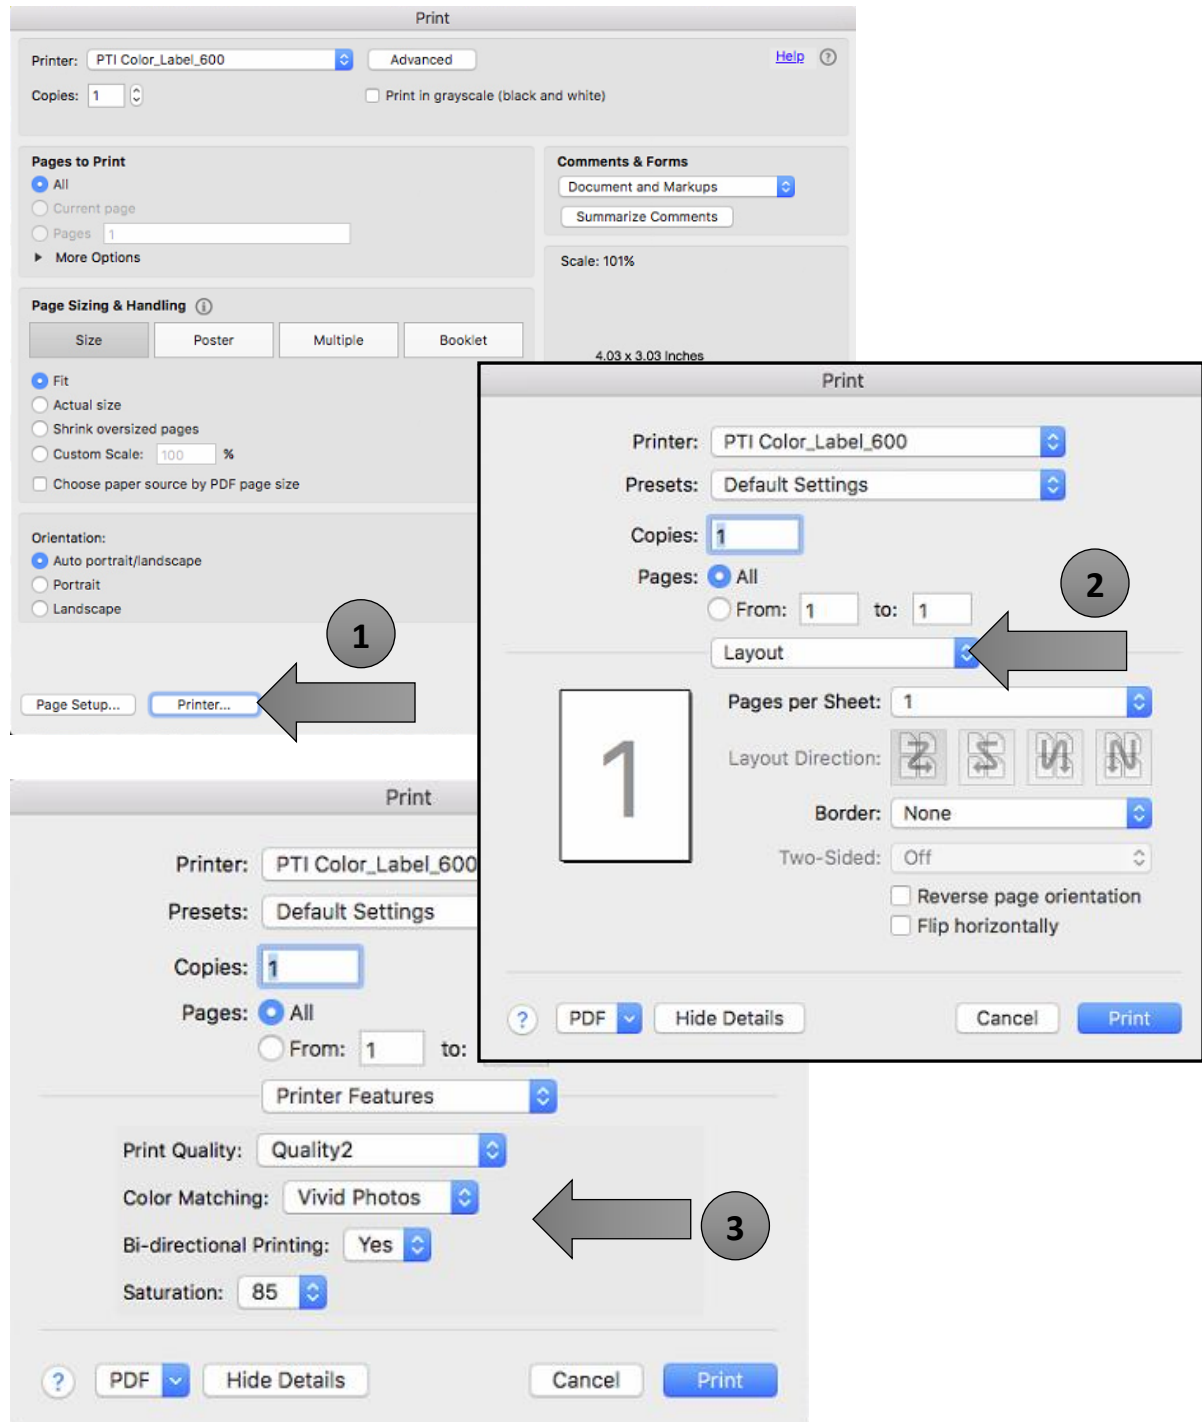 Print
Printer: PTI Color_Label_600 Advanced Help ?
Copies: 1 Print in grayscale (black and white)
Pages to Print
All
Current page
Pages 1
More Options
Comments & Forms
Document and Markups
Summarize Comments
Scale: 101%
4.03 x 3.03 Inches
Page Sizing & Handling i
Size Poster Multiple Booklet
Fit
Actual size
Shrink oversized pages
Custom Scale: 100 %
Choose paper source by PDF page size
Orientation:
Auto portrait/landscape
Portrait
Landscape
1
Page Setup... Printer...
Print
Printer: PTI Color_Label_600
Presets: Default Settings
Copies: 1
Pages: All
From: 1 to: 1
2
Layout
Pages per Sheet: 1
1
Layout Direction:
Border: None
Two-Sided: Off
Reverse page orientation
Flip horizontally
? PDF Hide Details Cancel Print
Print
Printer: PTI Color_Label_600
Presets: Default Settings
Copies: 1
Pages: All
From: 1 to:
Printer Features
Print Quality: Quality2
Color Matching: Vivid Photos
Bi-directional Printing: Yes
Saturation: 85
3
? PDF Hide Details Cancel Print